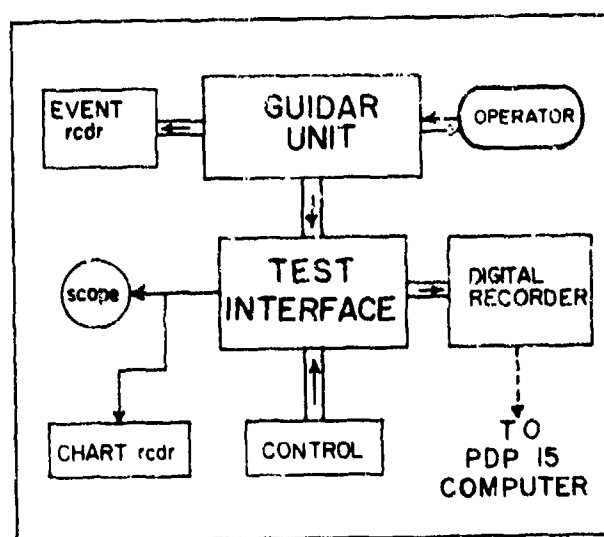 EVENT
rcdr
GUIDAR
UNIT
OPERATOR
scope
TEST
INTERFACE
DIGITAL
RECORDER
CHART rcdr
CONTROL
TO
PDP 15
COMPUTER